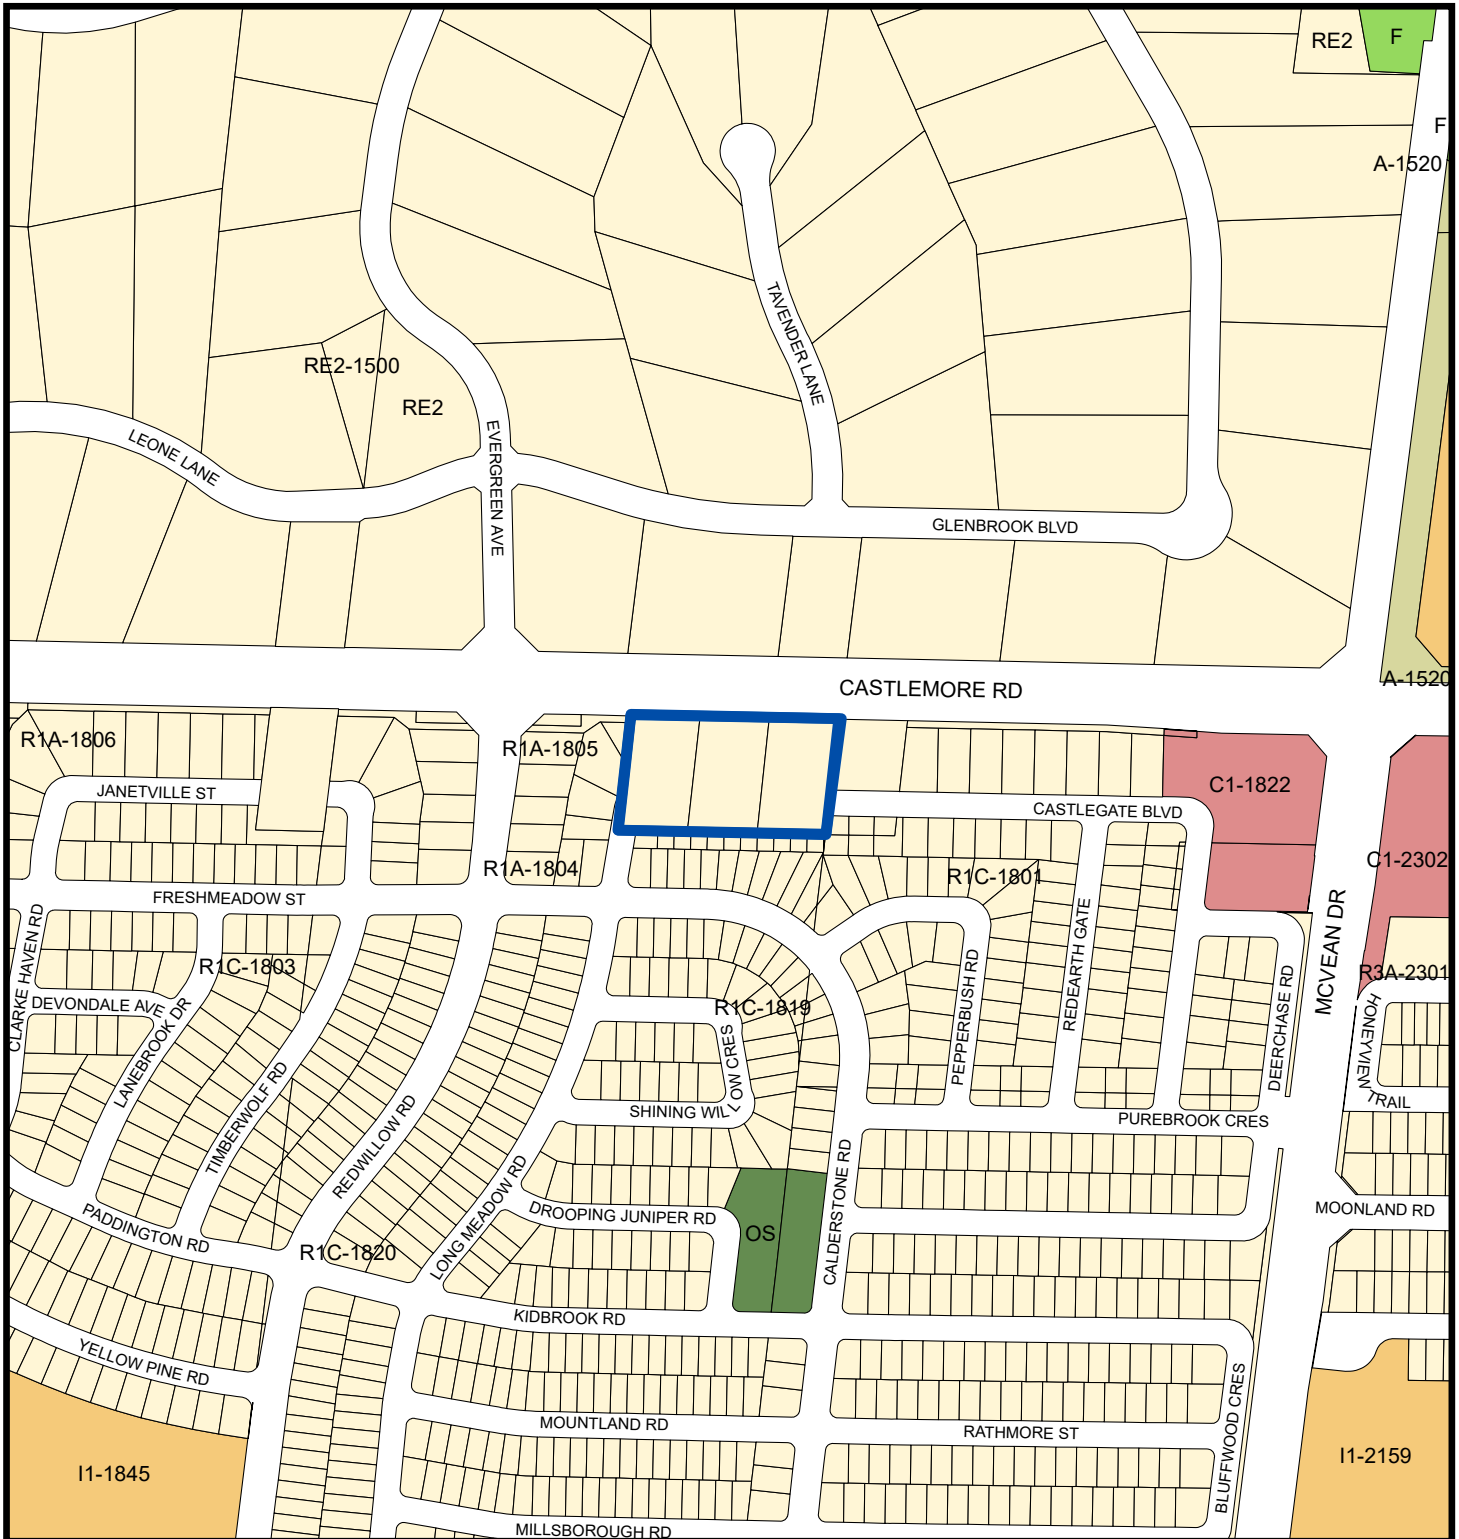 RE2
F
F
A-1520
TAVENDER LANE
RE2-1500
RE2
LEONE LANE
EVERGREEN AVE
GLENBROOK BLVD
CASTLEMORE RD
A-1520
R1A-1806
R1A-1805
JANETVILLE ST
CASTLEGATE BLVD
C1-1822
C1-2302
R1A-1804
R1C-1801
FRESHMEADOW ST
MCVEAN DR
CLARKE HAVEN RD
R1C-1803
REDEARTH GATE
PEPPERBUSH RD
DEERCHASE RD
R3A-2301
DEVONDALE AVE
R1C-1819
HONEYVIEW TRAIL
LANEBROOK DR
TIMBERWOLF RD
REDWILLOW RD
SHINING WILLOW CRES
PUREBROOK CRES
LONG MEADOW RD
CALDERSTONE RD
DROOPING JUNIPER RD
MOONLAND RD
PADDINGTON RD
OS
R1C-1820
KIDBROOK RD
YELLOW PINE RD
BLUFFWOOD CRES
MOUNTLAND RD
RATHMORE ST
I1-1845
I1-2159
MILLSBOROUGH RD